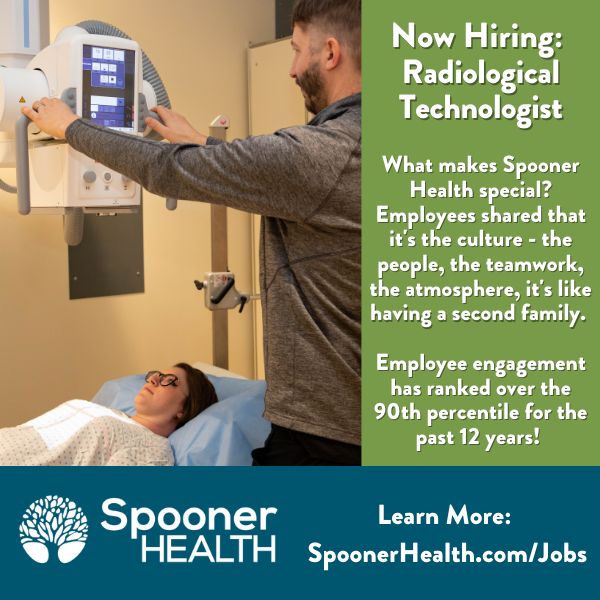 Now Hiring:
Radiological
Technologist
What makes Spooner
Health special?
Employees shared that
it's the culture - the
people, the teamwork,
the atmosphere, it's like
having a second family.
Employee engagement
has ranked over the
90th percentile for the
past 12 years!
Spooner
HEALTH
Learn More:
SpoonerHealth.com/Jobs